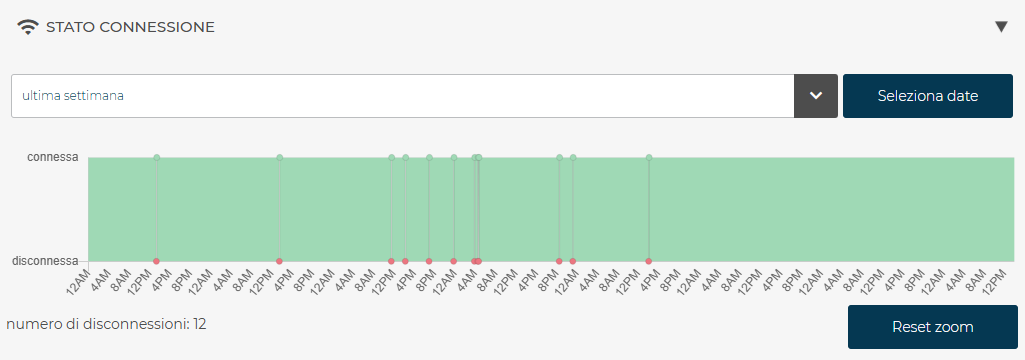 STATO CONNESSIONE ▼
ultima settimana
Seleziona date
connessa
disconnessa
12AM 4AM 8AM 12PM 4PM 8PM 12AM 4AM 8AM 12PM 4PM 8PM 12AM 4AM 8AM 12PM 4PM 8PM 12AM 4AM 8AM 12PM 4PM 8PM 12AM 4AM 8AM 12PM 4PM 8PM 12AM 4AM 8AM 12PM 4PM 8PM 12AM 4AM 8AM 12PM 4PM 8PM 12AM 4AM 8AM 12PM
numero di disconnessioni: 12
Reset zoom